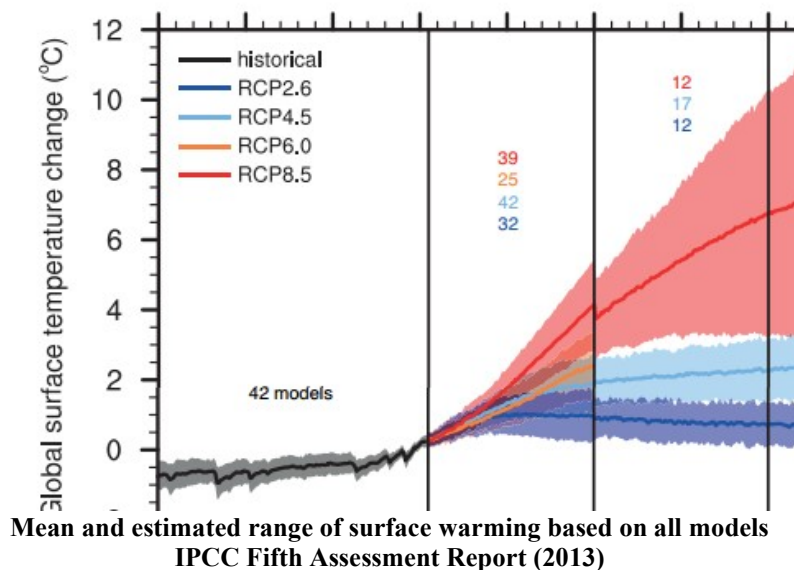 Global surface temperature change (°C)
12
10
8
6
4
2
0
historical
RCP2.6
RCP4.5
RCP6.0
RCP8.5
42 models
39
25
42
32
12
17
12
Mean and estimated range of surface warming based on all models
IPCC Fifth Assessment Report (2013)